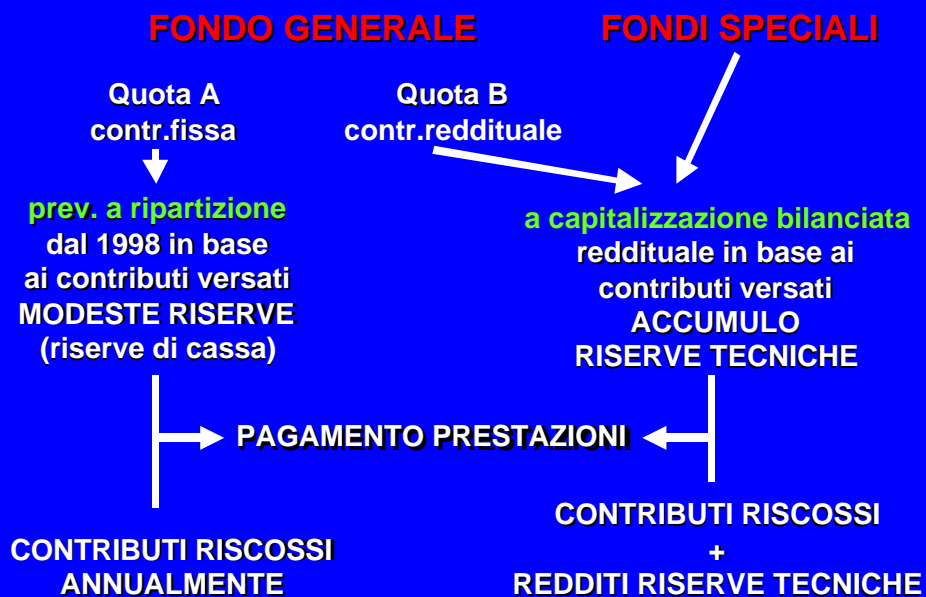 FONDO GENERALE
FONDI SPECIALI
Quota A
contr.fissa
Quota B
contr.reddituale
prev. a ripartizione
dal 1998 in base
ai contributi versati
MODESTE RISERVE
(riserve di cassa)
a capitalizzazione bilanciata
reddituale in base ai
contributi versati
ACCUMULO
RISERVE TECNICHE
PAGAMENTO PRESTAZIONI
CONTRIBUTI RISCOSSI
ANNUALMENTE
CONTRIBUTI RISCOSSI
+
REDDITI RISERVE TECNICHE